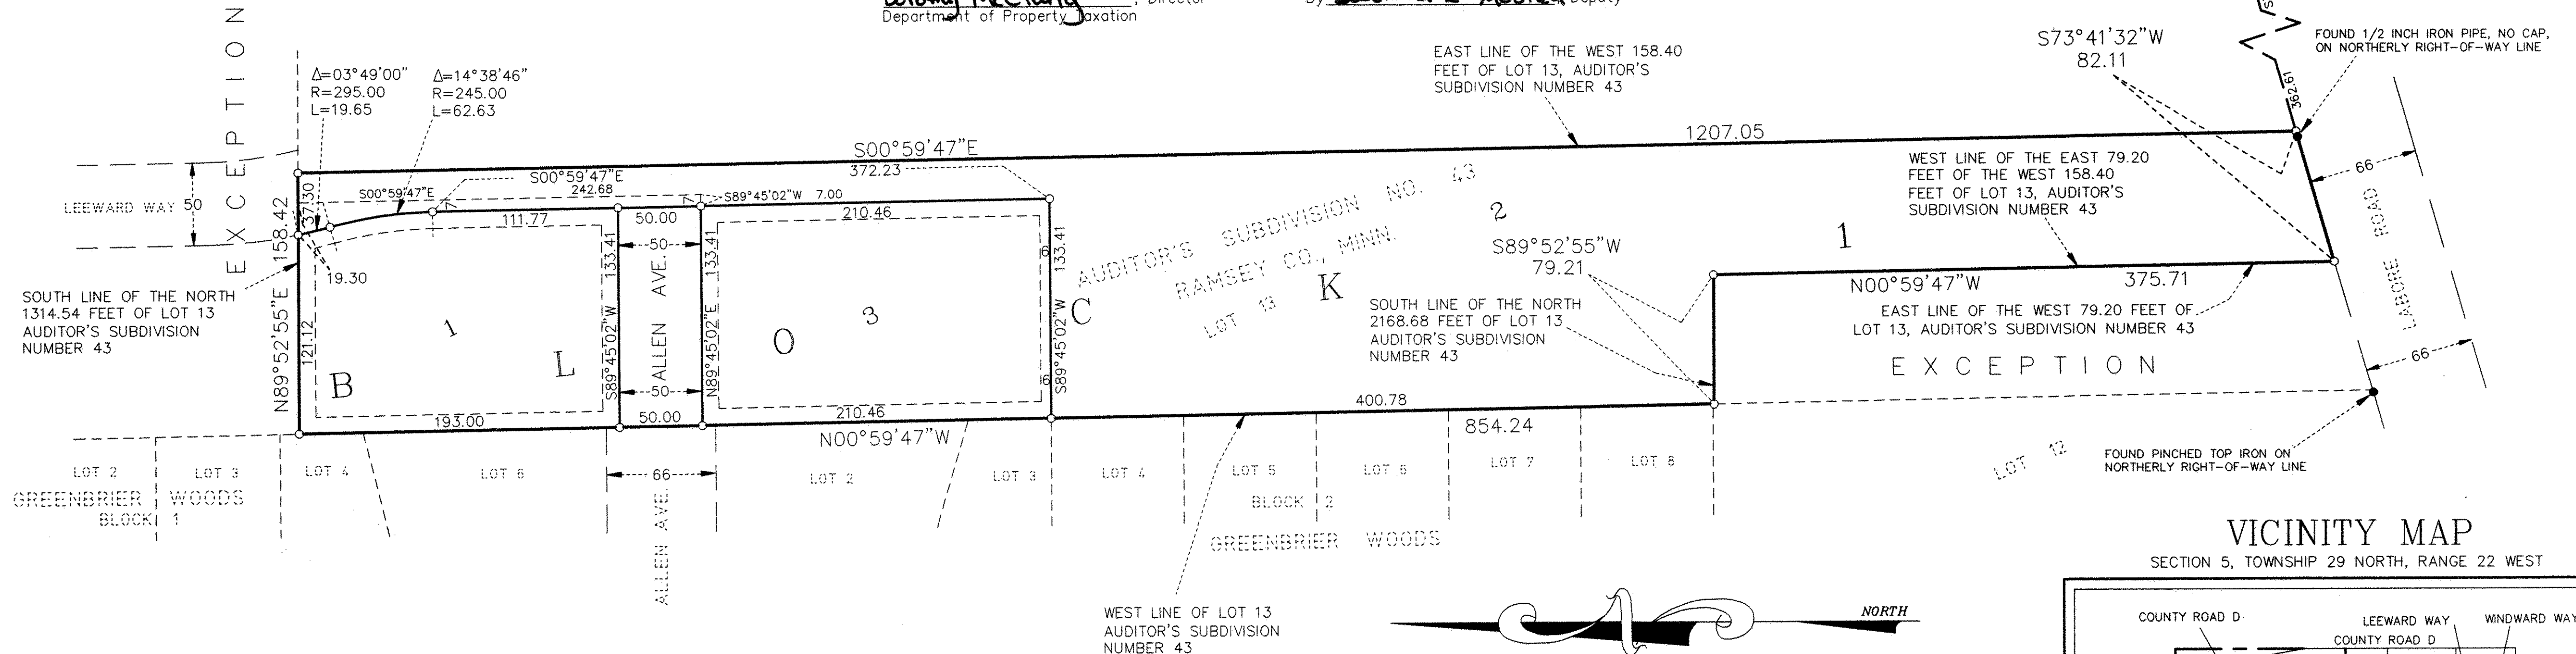 Dorothy McClung, Director
By Deputy
Department of Property Taxation
EXCEPTION
Δ=03°49'00"
R=295.00
L=19.65
Δ=14°38'46"
R=245.00
L=62.63
EAST LINE OF THE WEST 158.40
FEET OF LOT 13, AUDITOR'S
SUBDIVISION NUMBER 43
S73°41'32"W
82.11
FOUND 1/2 INCH IRON PIPE, NO CAP,
ON NORTHERLY RIGHT-OF-WAY LINE
362.61
S00°59'47"E
1207.05
372.23
LEEWARD WAY
50
37.30
S00°59'47"E
S00°59'47"E
242.68
S89°45'02"W 7.00
7
7
111.77
50.00
210.46
19.30
N89°52'55"E 158.42
121.12
SOUTH LINE OF THE NORTH
1314.54 FEET OF LOT 13
AUDITOR'S SUBDIVISION
NUMBER 43
133.41
S89°45'02"W
50
ALLEN AVE.
50
133.41
N89°45'02"E
133.41
S89°45'02"W
6
6
1
3
2
1
B L O C K
AUDITOR'S SUBDIVISION NO. 43
RAMSEY CO., MINN.
LOT 13
WEST LINE OF THE EAST 79.20
FEET OF THE WEST 158.40
FEET OF LOT 13, AUDITOR'S
SUBDIVISION NUMBER 43
S89°52'55"W
79.21
SOUTH LINE OF THE NORTH
2168.68 FEET OF LOT 13
AUDITOR'S SUBDIVISION
NUMBER 43
N00°59'47"W
375.71
EAST LINE OF THE WEST 79.20 FEET OF
LOT 13, AUDITOR'S SUBDIVISION NUMBER 43
EXCEPTION
66
LABORE ROAD
66
193.00
50.00
210.46
400.78
N00°59'47"W
854.24
LOT 2
LOT 3
LOT 4
LOT 6
66
LOT 2
LOT 3
LOT 4
LOT 5
LOT 6
LOT 7
LOT 8
GREENBRIER WOODS
BLOCK 1
BLOCK 2
GREENBRIER WOODS
ALLEN AVE.
LOT 12
FOUND PINCHED TOP IRON ON
NORTHERLY RIGHT-OF-WAY LINE
WEST LINE OF LOT 13
AUDITOR'S SUBDIVISION
NUMBER 43
NORTH
VICINITY MAP
SECTION 5, TOWNSHIP 29 NORTH, RANGE 22 WEST
COUNTY ROAD D
LEEWARD WAY
WINDWARD WAY
COUNTY ROAD D